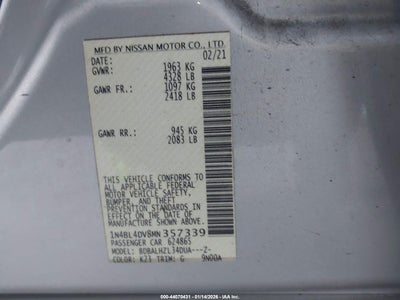 MFD BY NISSAN MOTOR CO., LTD.
DATE: 02/21
GVWR: 1963 KG
4328 LB
GAWR FR.: 1097 KG
2418 LB
GAWR RR.: 945 KG
2083 LB
THIS VEHICLE CONFORMS TO
ALL APPLICABLE FEDERAL
MOTOR VEHICLE SAFETY,
BUMPER, AND THEFT
PREVENTION STANDARDS
IN EFFECT ON THE DATE OF
MANUFACTURE SHOWN ABOVE.
1N4BL4DV8MN357339
PASSENGER CAR 624865
MODEL: BDBALHZL34DUA---Z-
COLOR: K23 TRIM: G 9N00A
000-44070431 - 01/14/2026 - IAAI